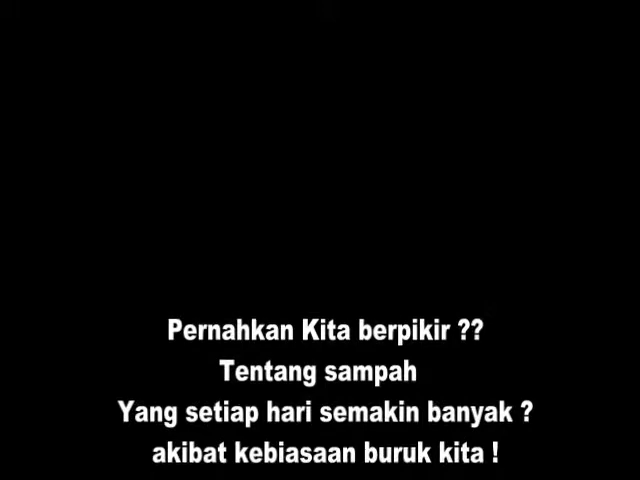 Pernahkan Kita berpikir ??
Tentang sampah
Yang setiap hari semakin banyak ?
akibat kebiasaan buruk kita !